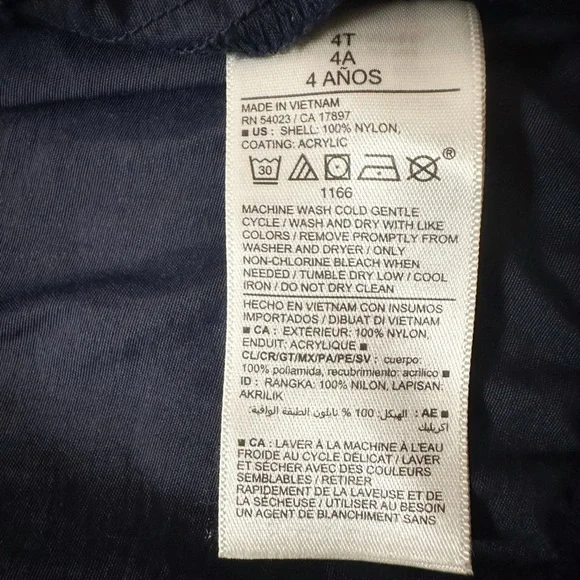 4T
4A
4 AÑOS
MADE IN VIETNAM
RN 54023 / CA 17897
■ US : SHELL: 100% NYLON,
COATING: ACRYLIC
30
®
1166
MACHINE WASH COLD GENTLE
CYCLE / WASH AND DRY WITH LIKE
COLORS / REMOVE PROMPTLY FROM
WASHER AND DRYER / ONLY
NON-CHLORINE BLEACH WHEN
NEEDED / TUMBLE DRY LOW / COOL
IRON / DO NOT DRY CLEAN
HECHO EN VIETNAM CON INSUMOS
IMPORTADOS / DIBUAT DI VIETNAM
■ CA : EXTÉRIEUR: 100% NYLON,
ENDUIT: ACRYLIQUE ■
CL/CR/GT/MX/PA/PE/SV : cuerpo:
100% poliamida, recubrimiento: acrílico ■
ID : RANGKA: 100% NILON, LAPISAN:
AKRILIK
■ AE : الهيكل: 100 % نايلون الطبقة الواقية:
اكريليك
■ CA : LAVER À LA MACHINE À L'EAU
FROIDE AU CYCLE DÉLICAT / LAVER
ET SÉCHER AVEC DES COULEURS
SEMBLABLES / RETIRER
RAPIDEMENT DE LA LAVEUSE ET DE
LA SÉCHEUSE / UTILISER AU BESOIN
UN AGENT DE BLANCHIMENT SANS